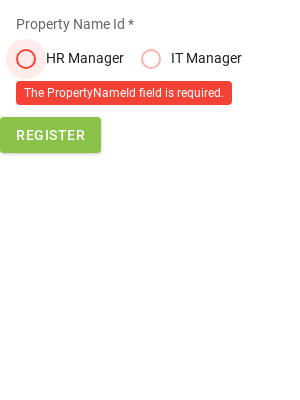 Property Name Id *
HR Manager IT Manager
The PropertyNameId field is required.
REGISTER